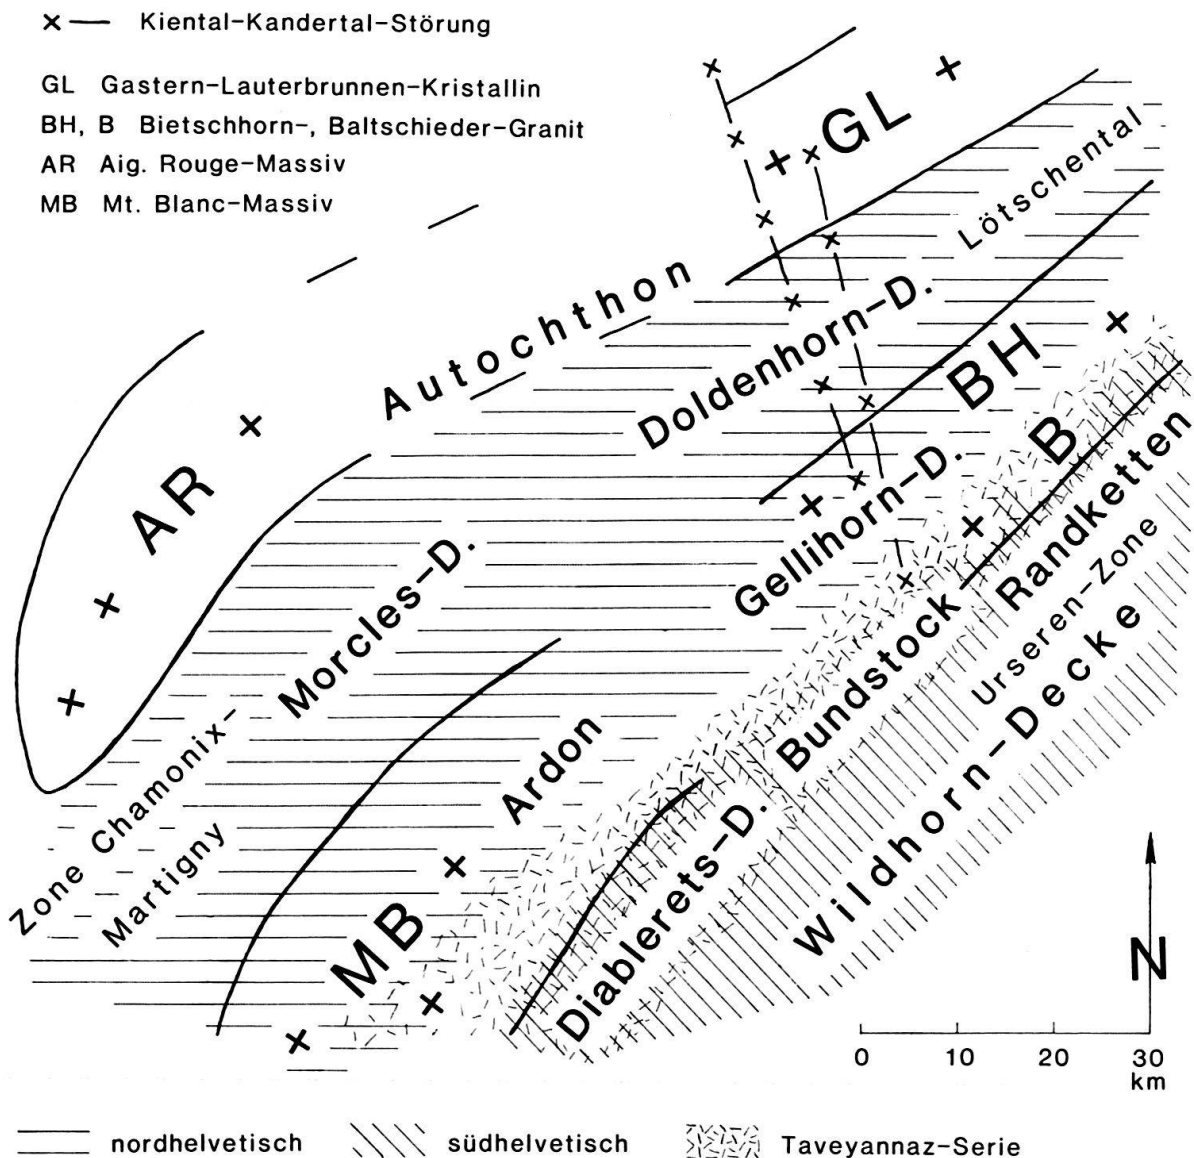 Kiental-Kandertal-Störung
GL Gastern-Lauterbrunnen-Kristallin
BH, B Bietschhorn-, Baltschieder-Granit
AR Aig. Rouge-Massiv
MB Mt. Blanc-Massiv
GL
Lötschental
Autochthon
Doldenhorn-D.
BH
B
AR
Morcles-D.
Gellihorn-D.
Randketten
Bundstock
Urseren-Zone
Wildhorn-Decke
Ardon
Diablerets-D.
Zone Chamonix-
Martigny
MB
N
0 10 20 30
km
nordhelvetisch südhelvetisch Taveyannaz-Serie